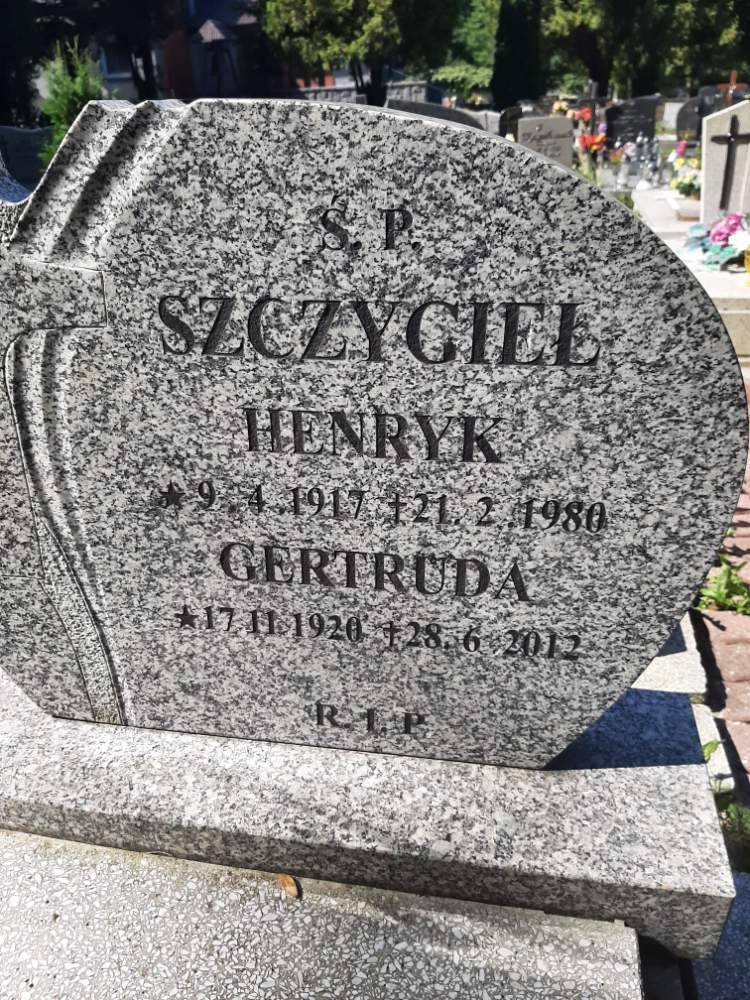 Ś. P.
SZCZYGIEŁ
HENRYK
★ 9. 4. 1917 ✝ 21. 2. 1980
GERTRUDA
★ 17. 11. 1920 ✝ 28. 6. 2012
R. I. P.